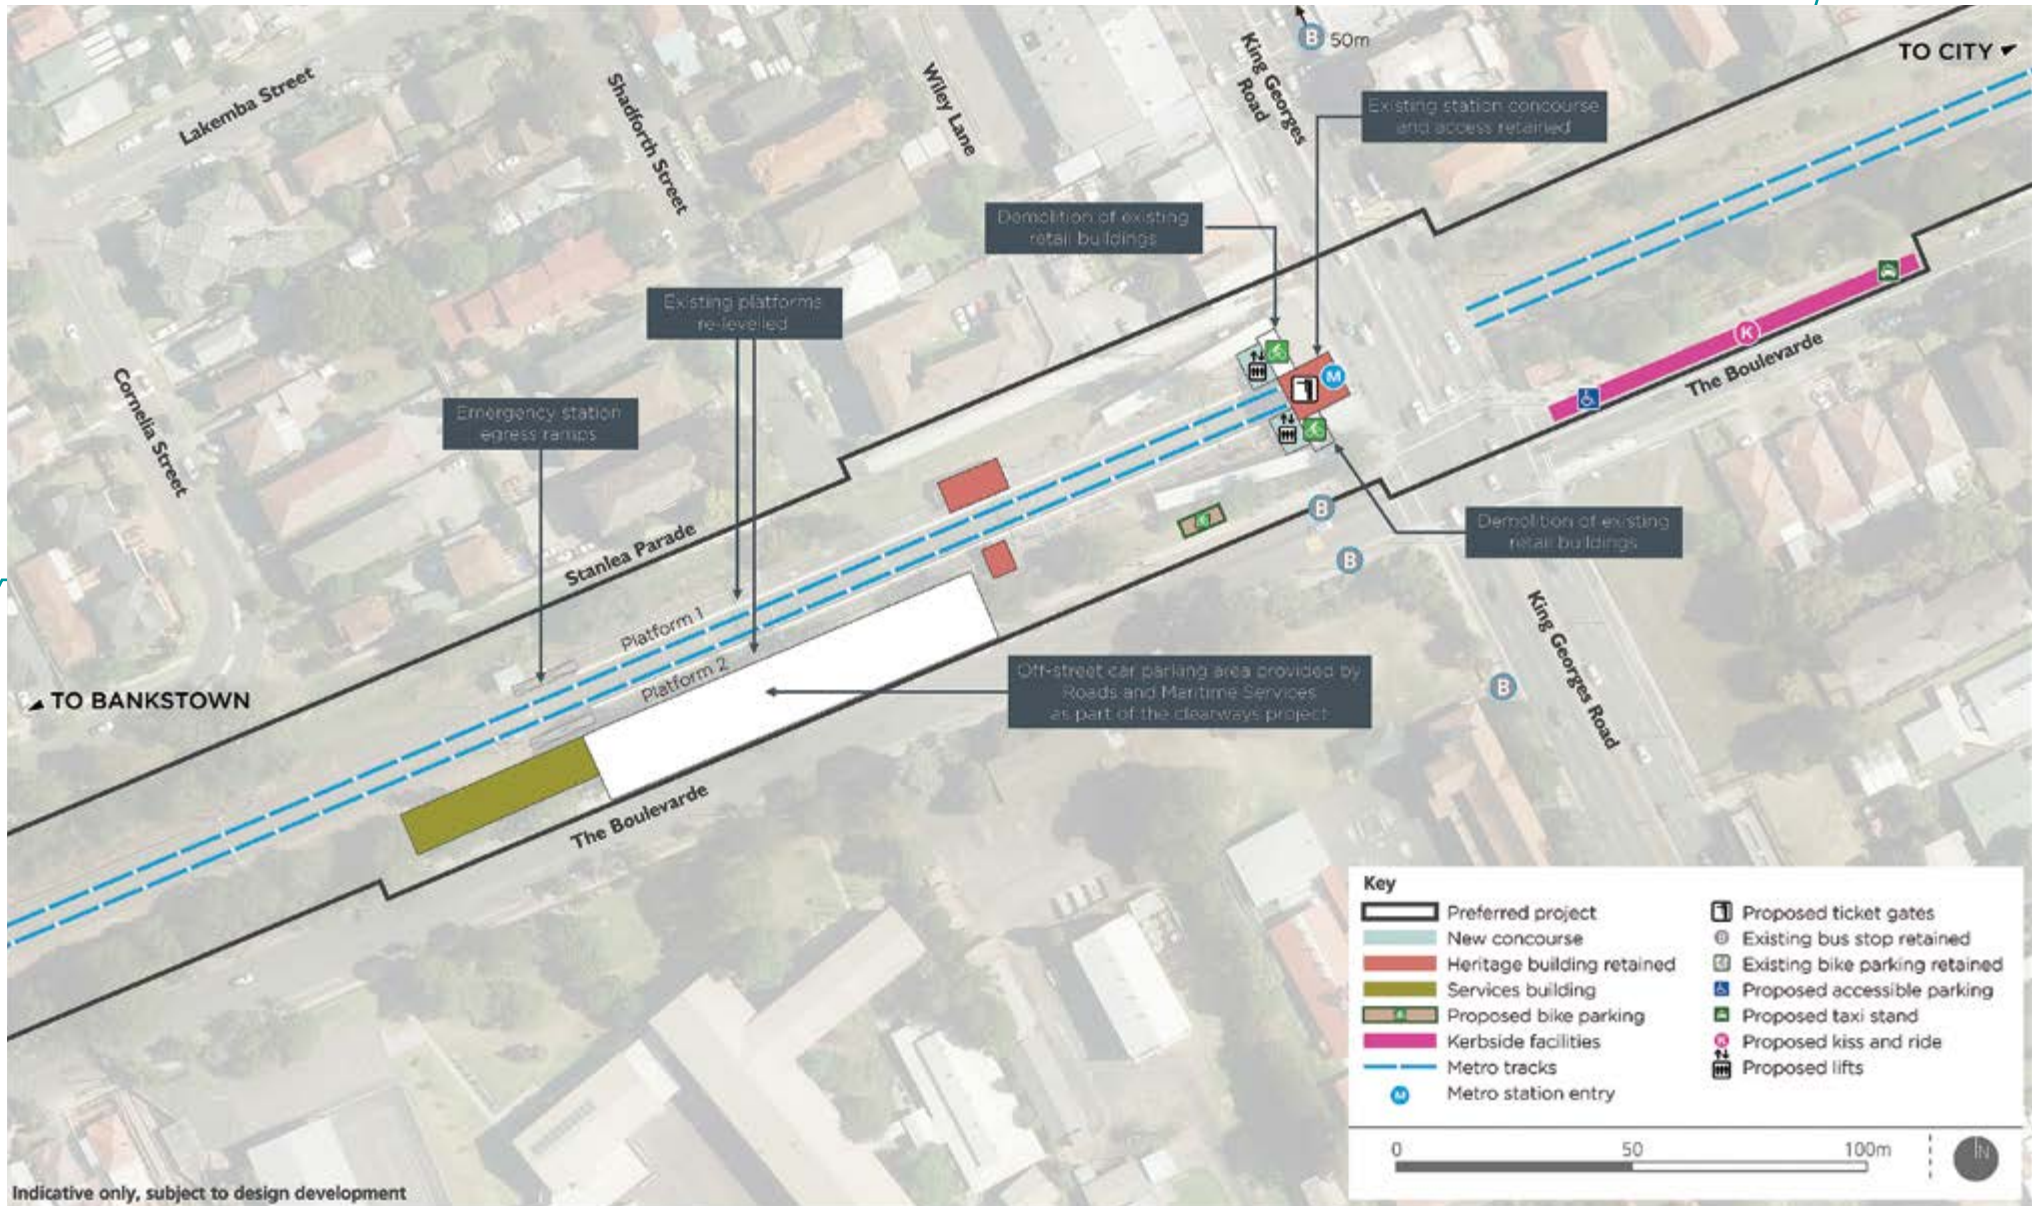 B 50m
TO CITY
King Georges
Road
Lakemba Street
Shadforth Street
Wiley Lane
Existing station concourse
and access retained
Demolition of existing
retail buildings
Existing platforms
re-levelled
K
The Boulevarde
M
Cornelia Street
Emergency station
egress ramps
B
Demolition of existing
retail buildings
Stanlea Parade
B
Platform 1
Platform 2
King Georges Road
Off-street car parking area provided by
Roads and Maritime Services
as part of the clearways project
B
TO BANKSTOWN
The Boulevarde
Key
Preferred project
New concourse
Heritage building retained
Services building
Proposed bike parking
Kerbside facilities
Metro tracks
M Metro station entry
Proposed ticket gates
B Existing bus stop retained
Existing bike parking retained
Proposed accessible parking
Proposed taxi stand
K Proposed kiss and ride
Proposed lifts
0 50 100m
N
Indicative only, subject to design development